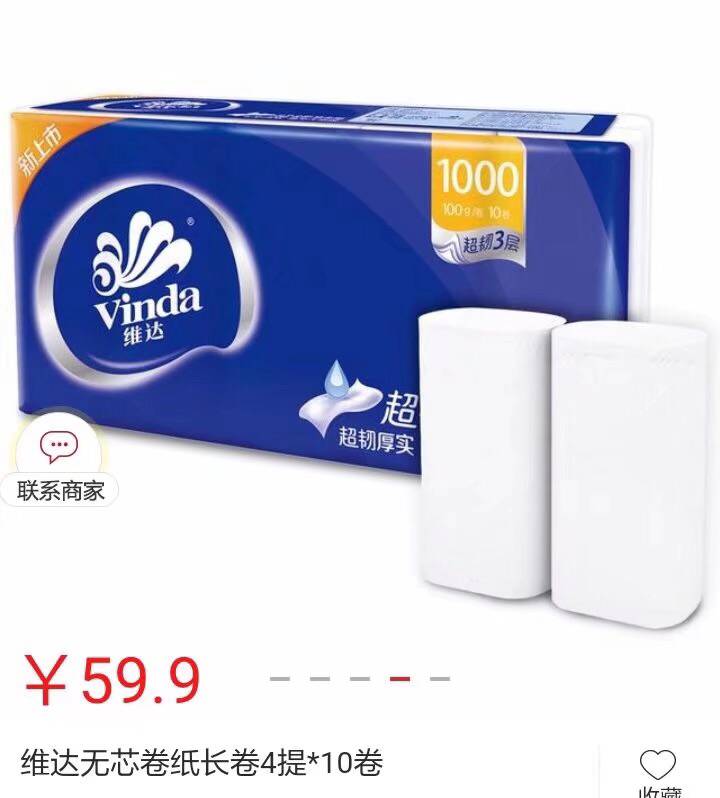 新上市
1000
100g/卷 10卷
超韧3层
Vinda
®
维达
超
超韧厚实
联系商家
￥59.9
维达无芯卷纸长卷4提*10卷
收藏